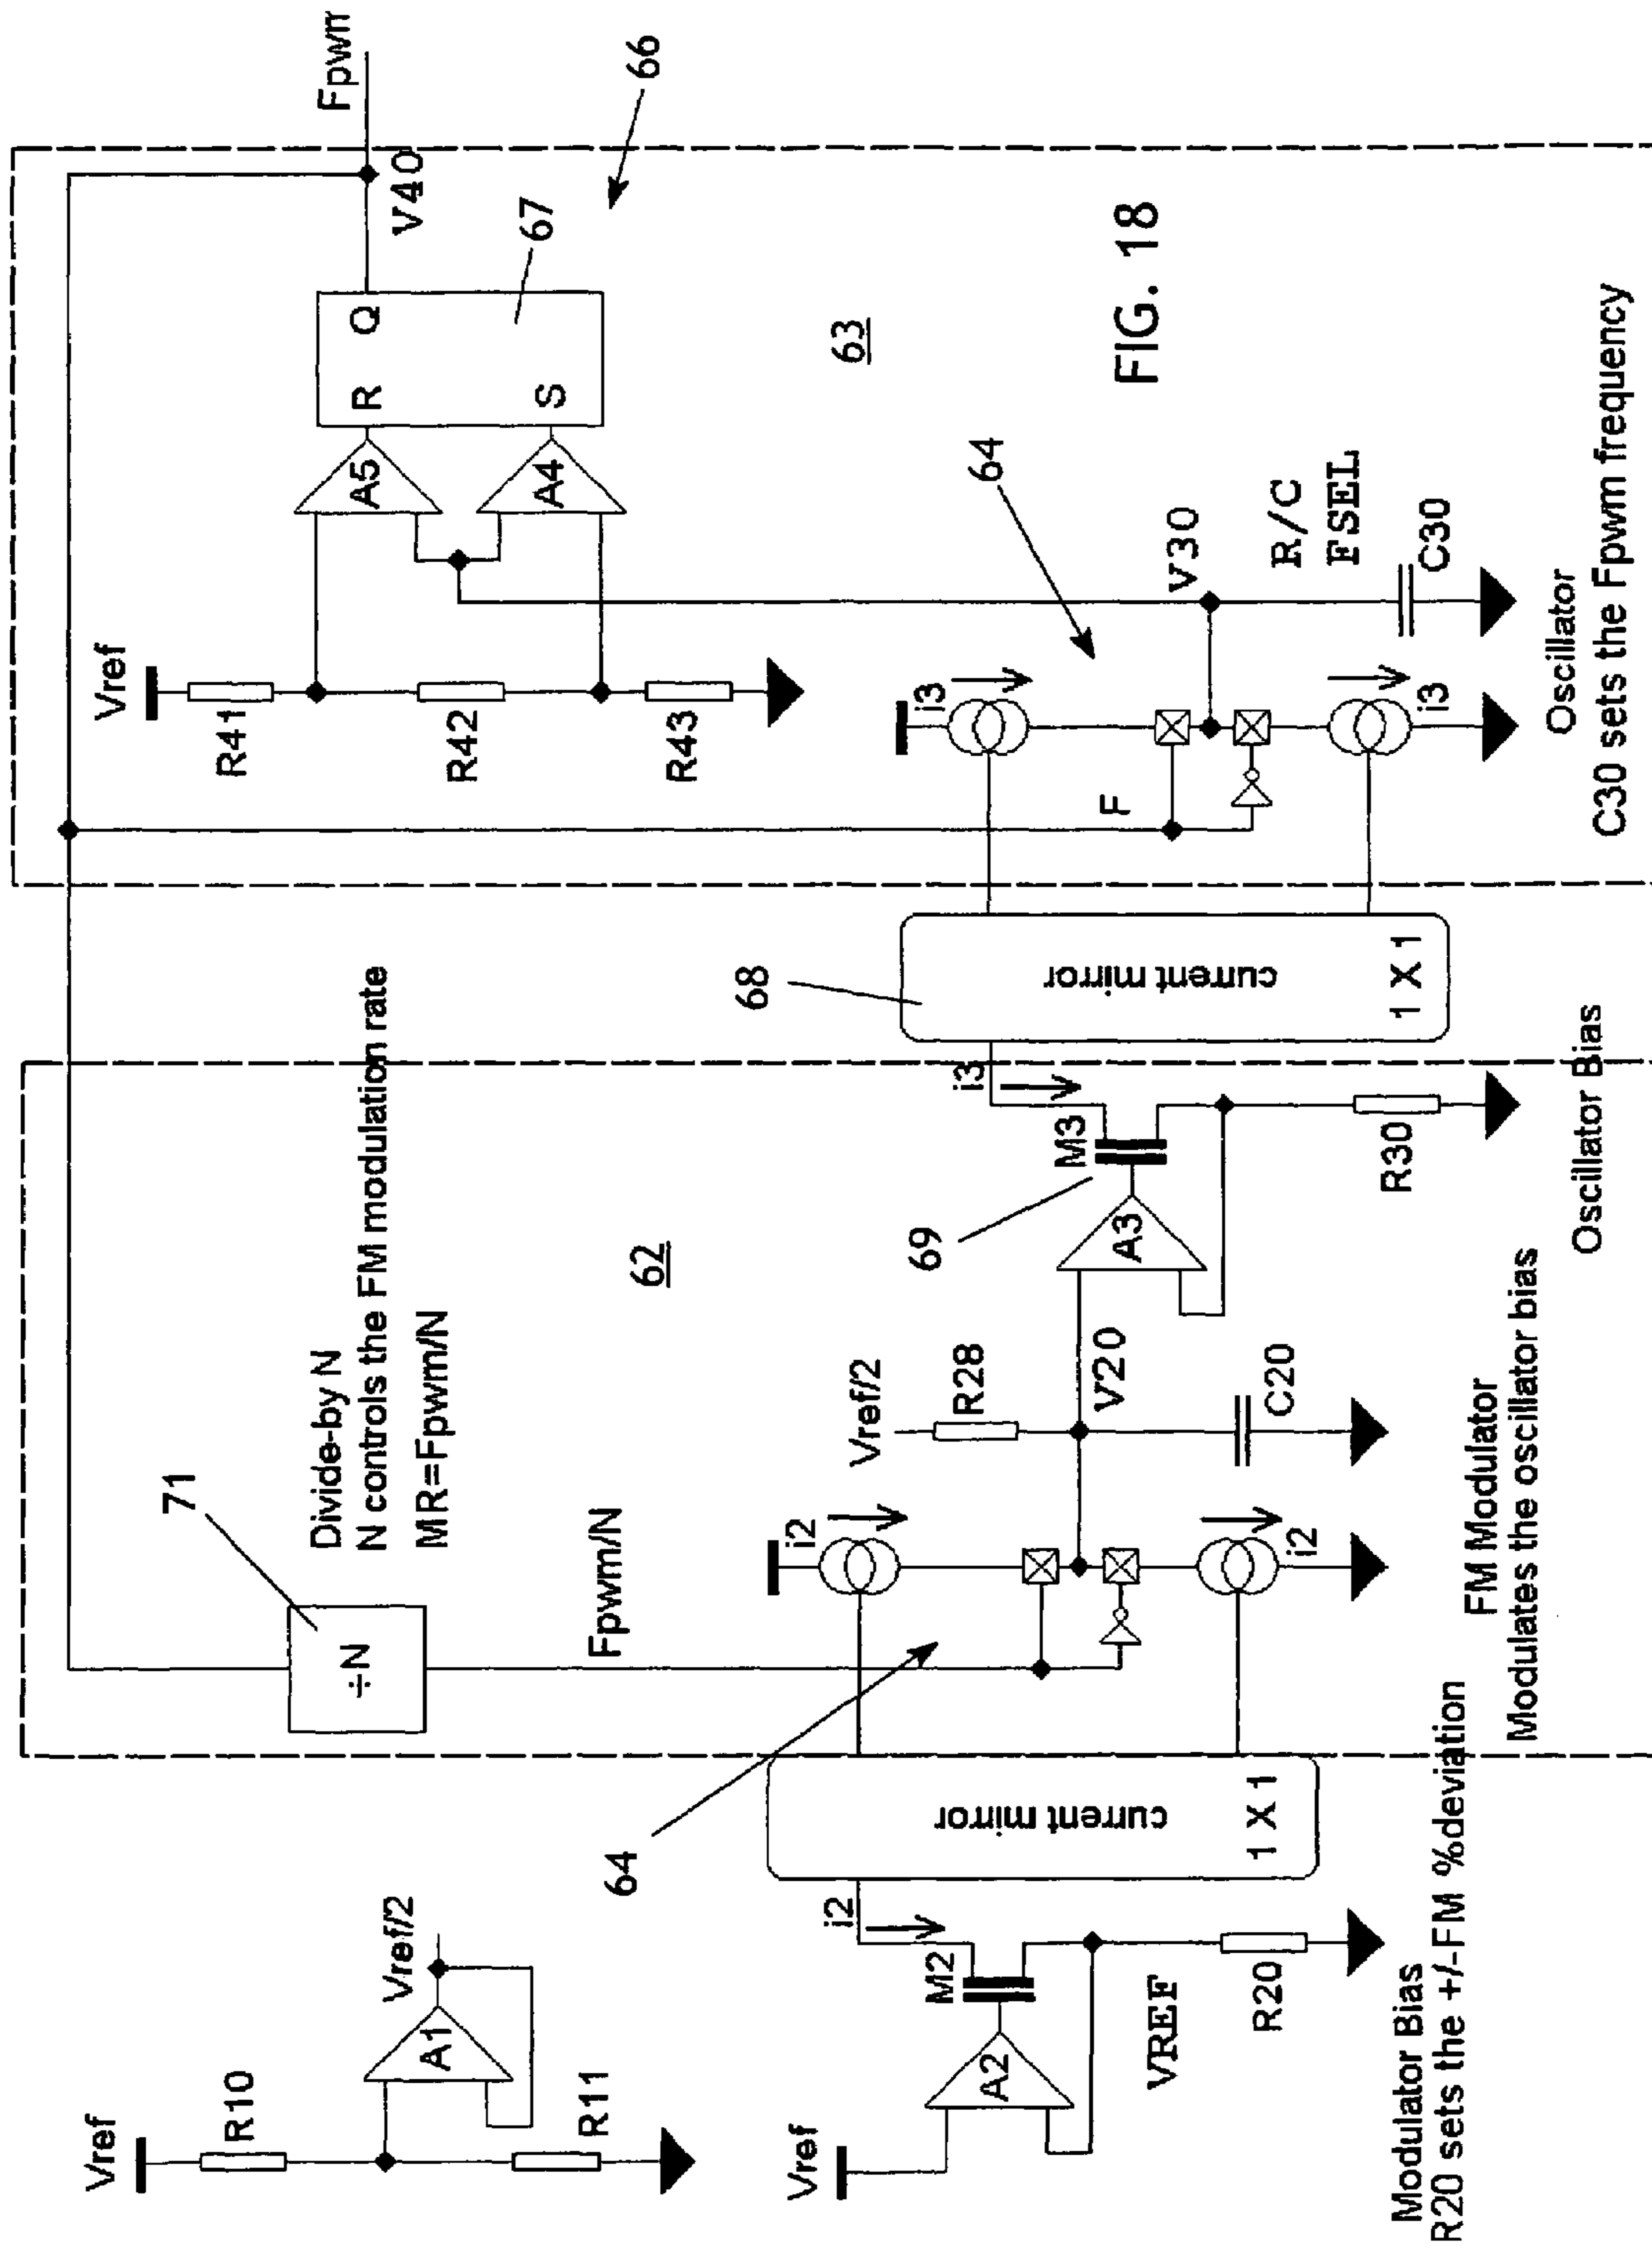 Vref
R10
R11
A1
Vref/2
Vref
A2
M2
i2
VREF
R20
Modulator Bias
R20 sets the +/-FM %deviation
current mirror
1 X 1
64
71
÷N
Divide-by N
N controls the FM modulation rate
MR=Fpwm/N
Fpwm/N
i2
i2
Vref/2
R28
V20
C20
FM Modulator
Modulates the oscillator bias
62
69
A3
M3
i3
R30
Oscillator Bias
68
current mirror
1 X 1
Vref
R41
R42
R43
A5
A4
R
Q
S
67
V40
Fpwm
66
63
F
i3
i3
64
V30
R/C
FSEL
C30
Oscillator
C30 sets the Fpwm frequency
FIG. 18